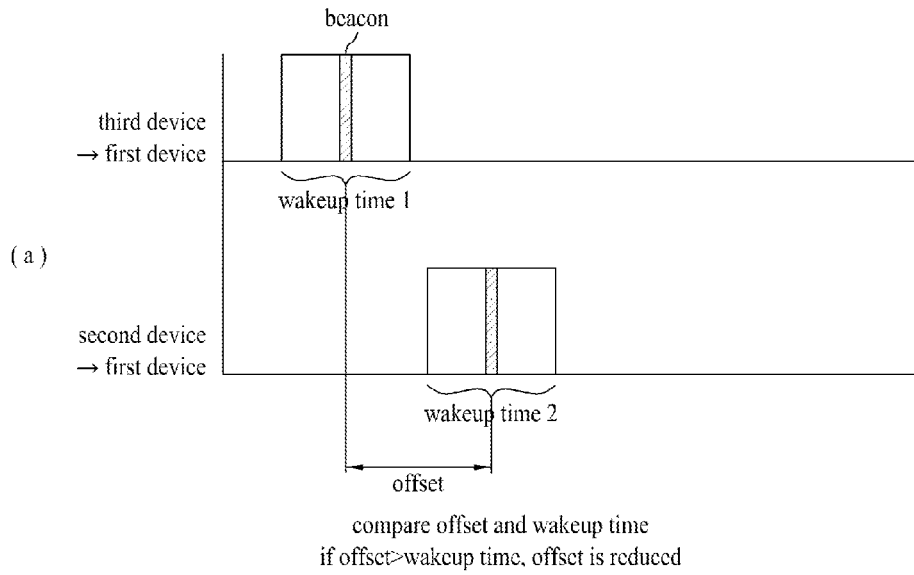 beacon
third device
→ first device
wakeup time 1
( a )
second device
→ first device
wakeup time 2
offset
compare offset and wakeup time
if offset>wakeup time, offset is reduced